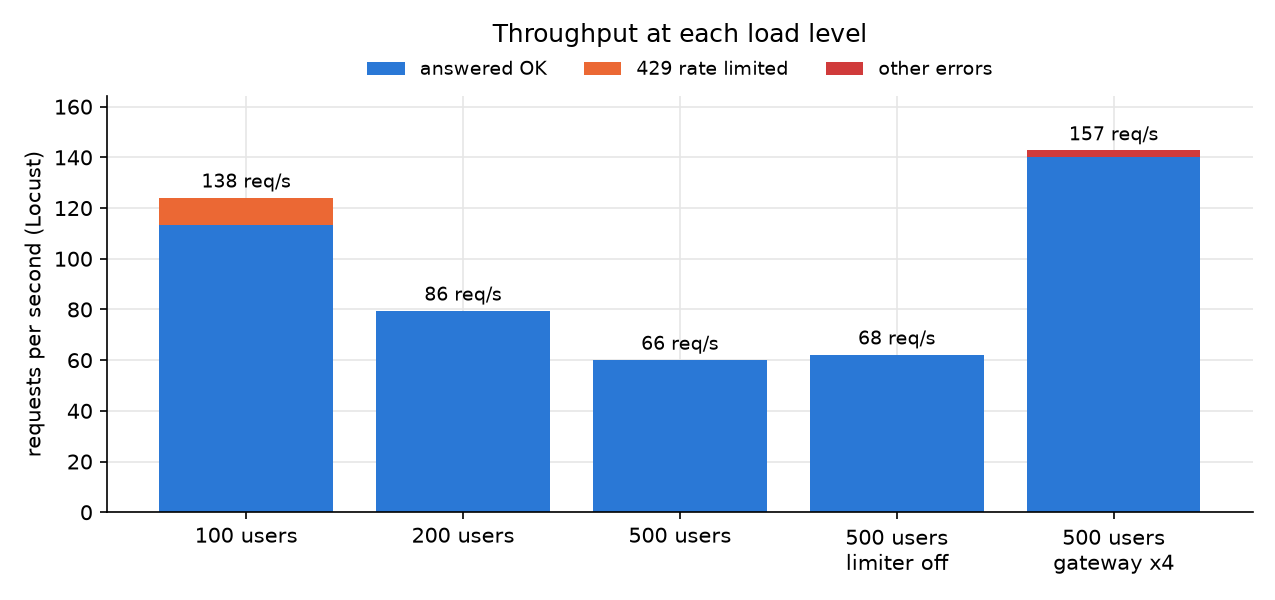 Throughput at each load level
answered OK
429 rate limited
other errors
requests per second (Locust)
160
140
120
100
80
60
40
20
0
138 req/s
86 req/s
66 req/s
68 req/s
157 req/s
100 users
200 users
500 users
500 users
limiter off
500 users
gateway x4